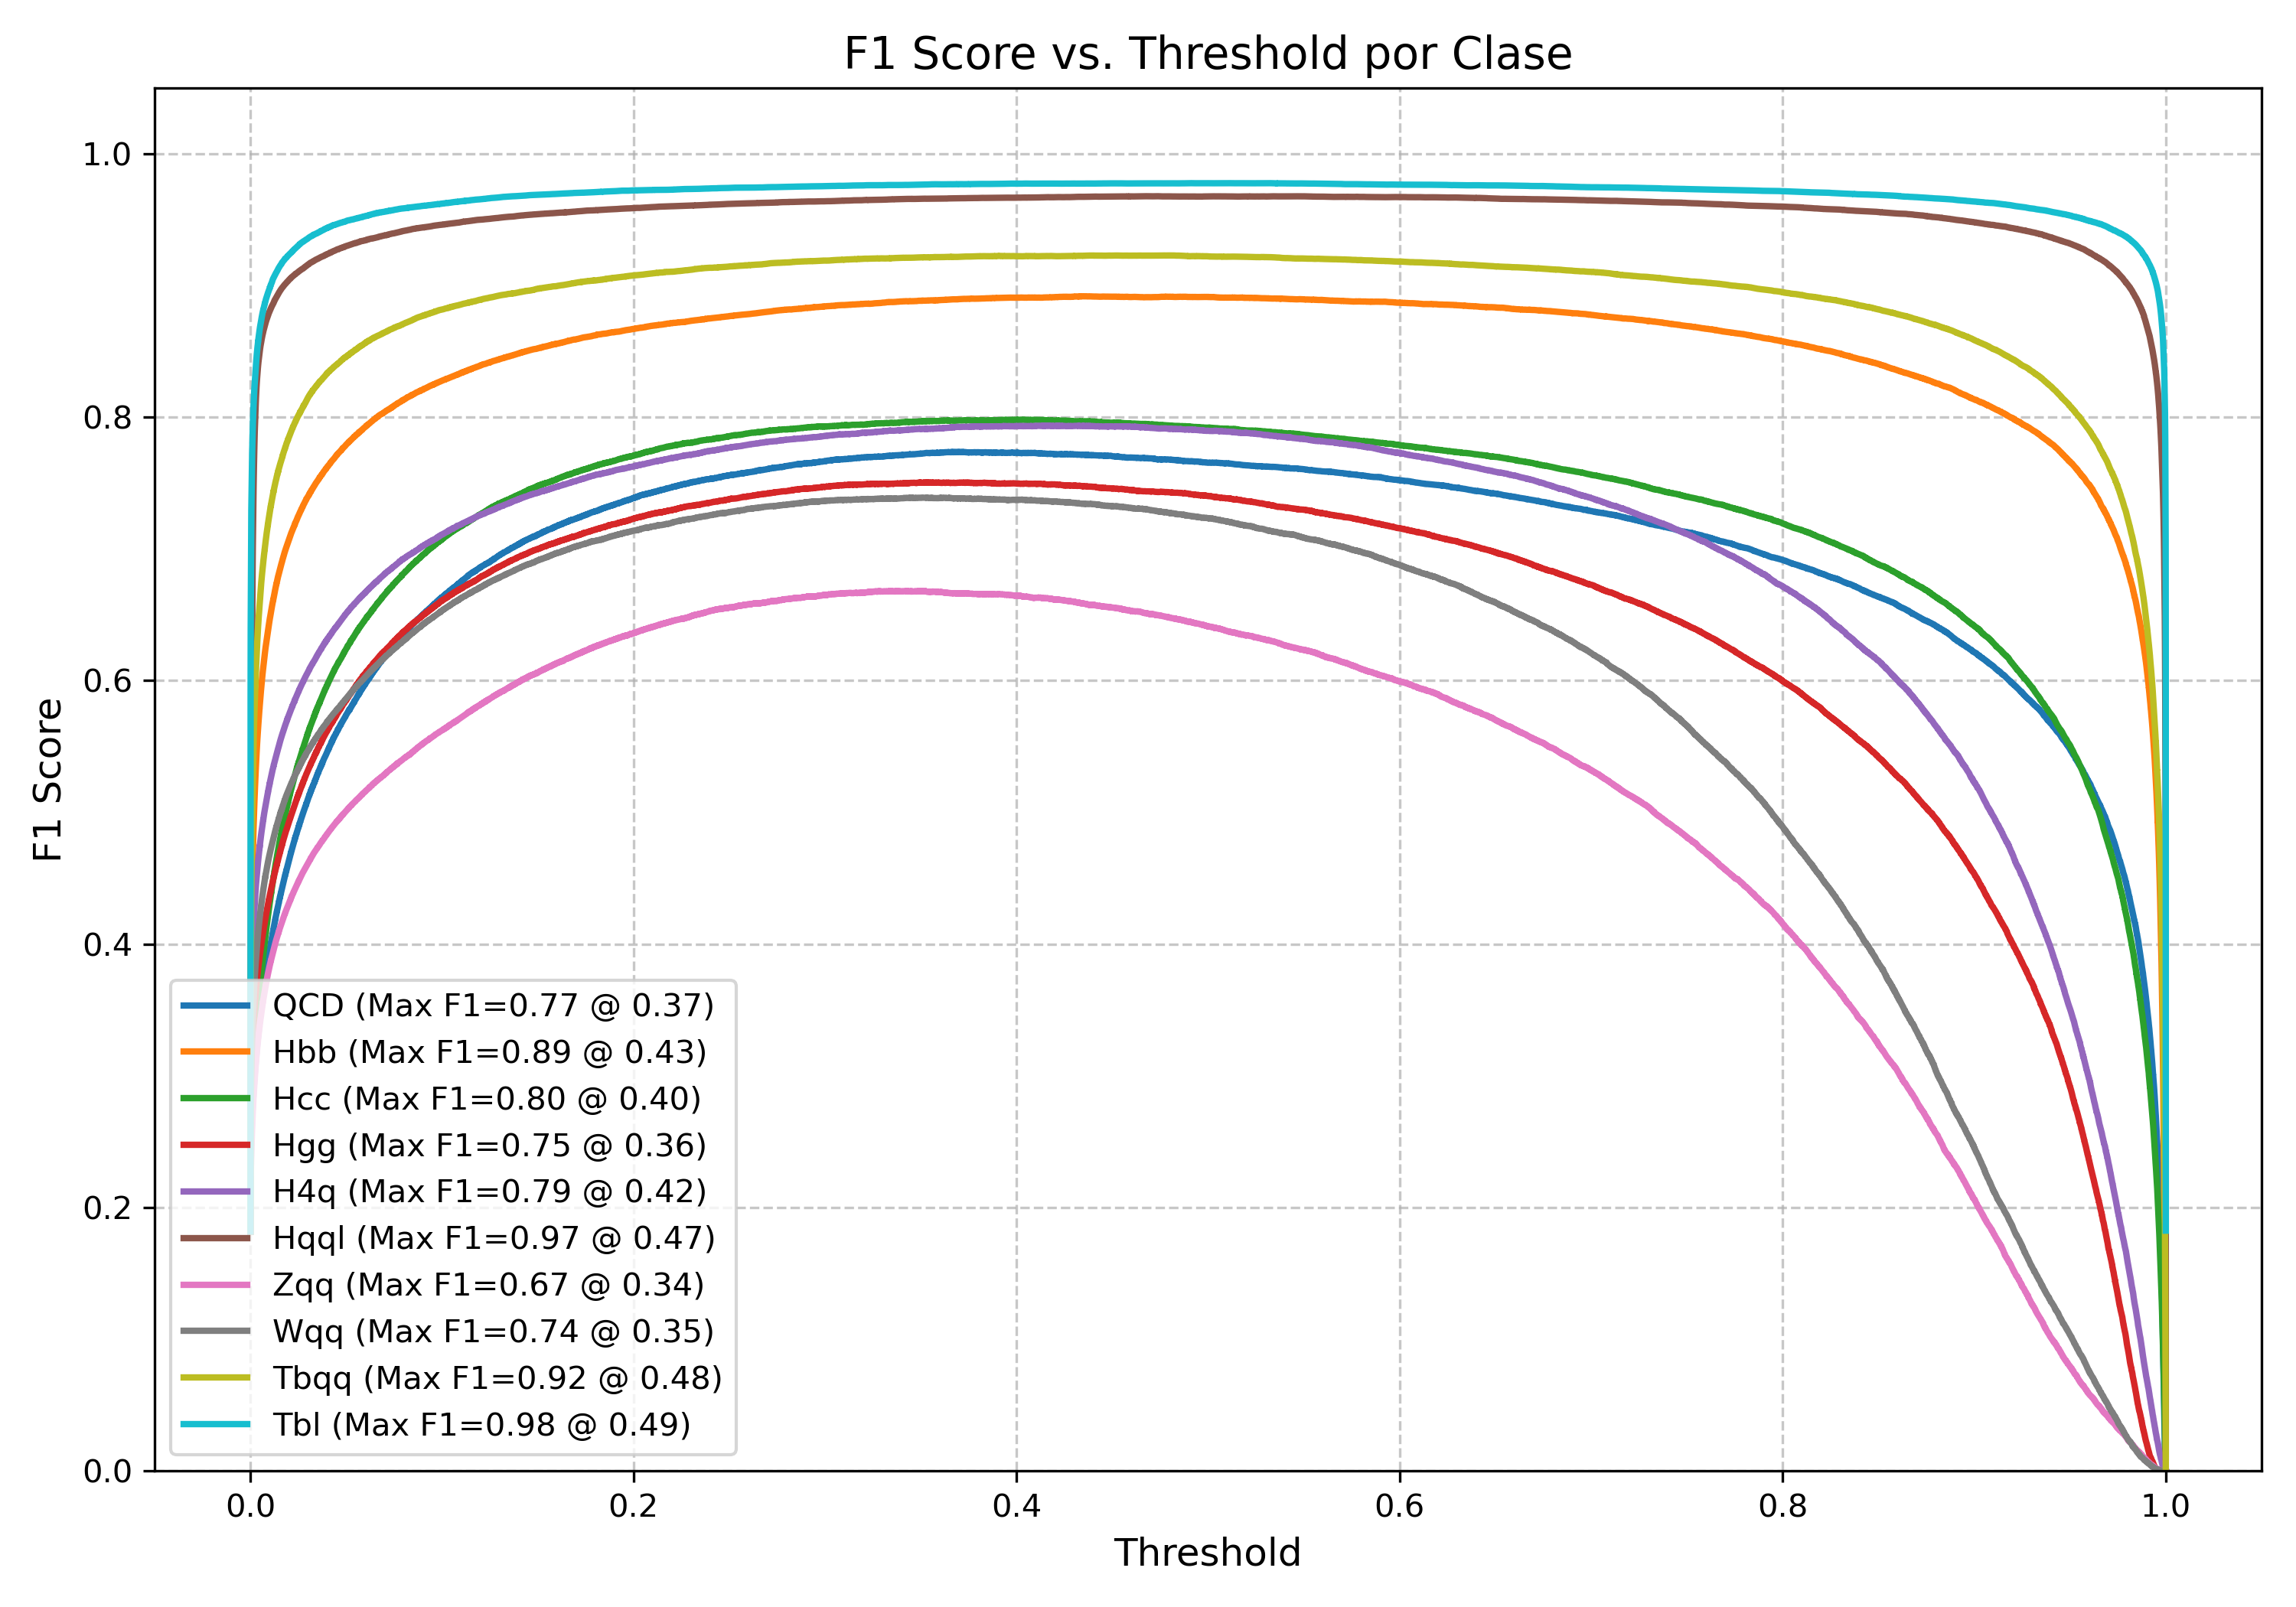 F1 Score vs. Threshold por Clase
F1 Score
1.0
0.8
0.6
0.4
0.2
0.0
QCD (Max F1=0.77 @ 0.37)
Hbb (Max F1=0.89 @ 0.43)
Hcc (Max F1=0.80 @ 0.40)
Hgg (Max F1=0.75 @ 0.36)
H4q (Max F1=0.79 @ 0.42)
Hqql (Max F1=0.97 @ 0.47)
Zqq (Max F1=0.67 @ 0.34)
Wqq (Max F1=0.74 @ 0.35)
Tbqq (Max F1=0.92 @ 0.48)
Tbl (Max F1=0.98 @ 0.49)
0.0 0.2 0.4 0.6 0.8 1.0
Threshold